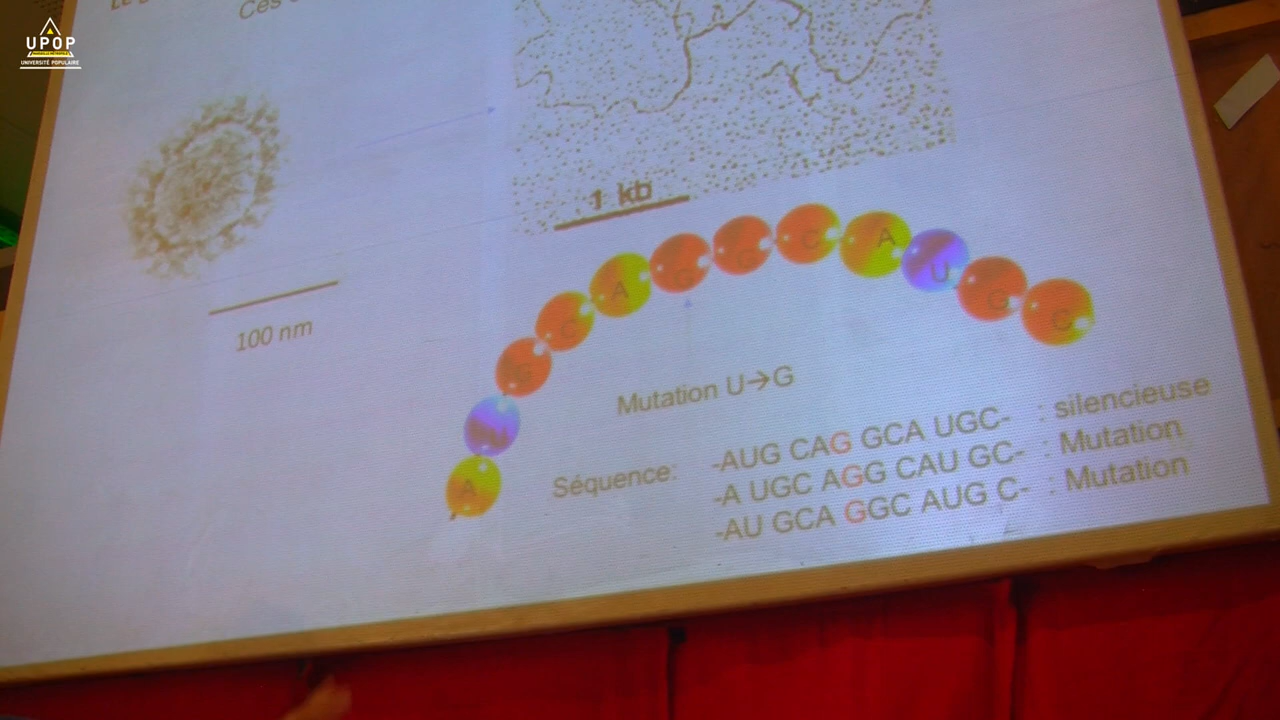 UPOP
UNIVERSITÉ POPULAIRE
1 kb
100 nm
A U G C A G G C A U G C
Mutation U→G
Séquence:
-AUG CAG GCA UGC- : silencieuse
-A UGC AGG CAU GC- : Mutation
-AU GCA GGC AUG C- : Mutation